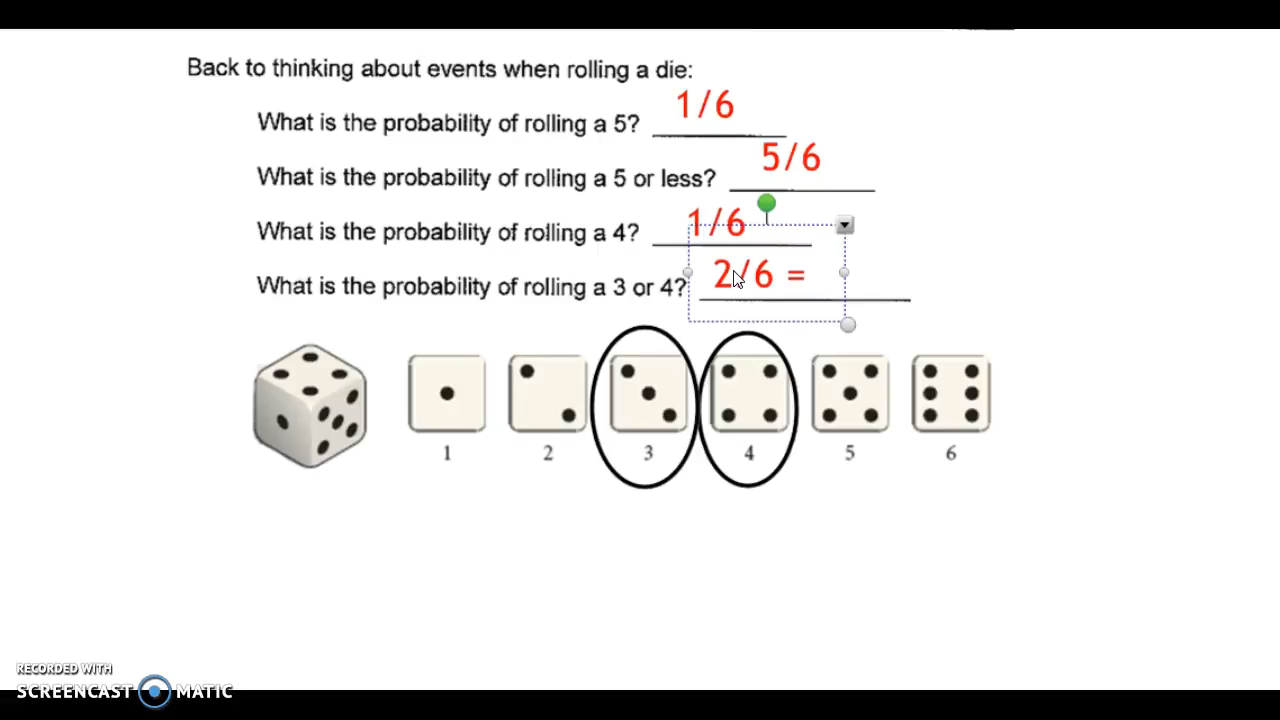 Back to thinking about events when rolling a die:
What is the probability of rolling a 5? 1/6
What is the probability of rolling a 5 or less? 5/6
What is the probability of rolling a 4? 1/6
What is the probability of rolling a 3 or 4? 2/6 =
1 2 3 4 5 6
RECORDED WITH
SCREENCAST MATIC